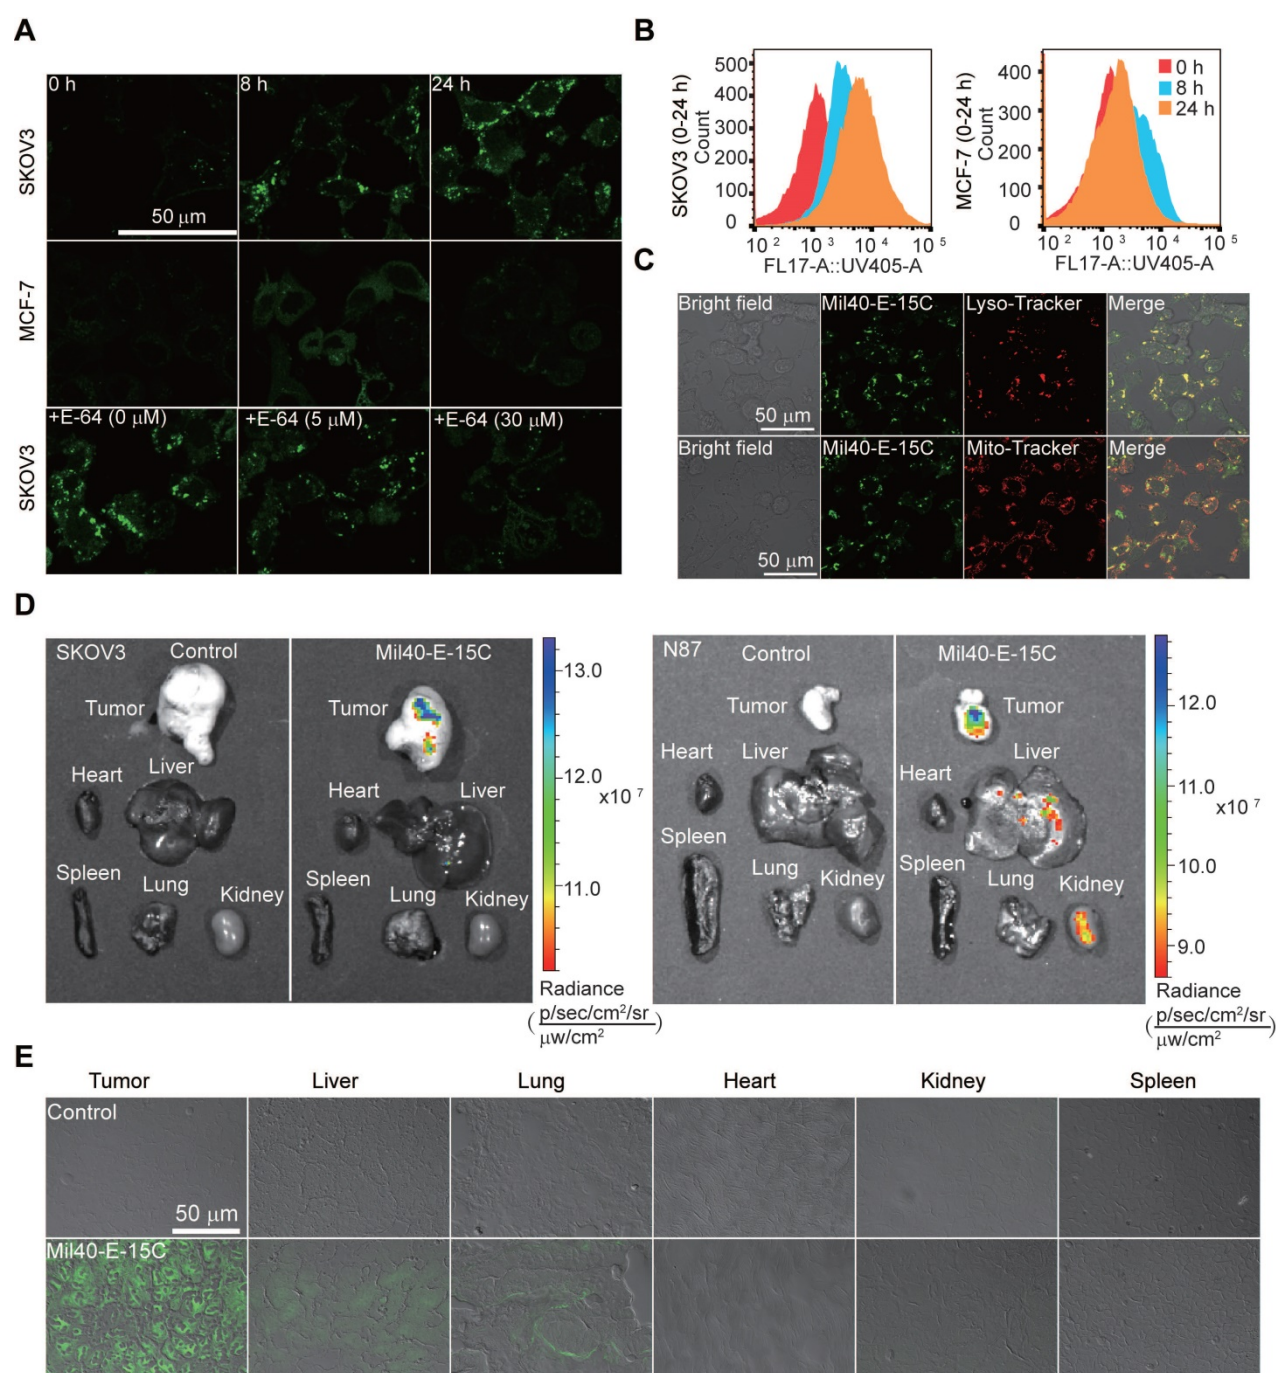 A
0 h
8 h
24 h
SKOV3
50 μm
MCF-7
+E-64 (0 μM)
+E-64 (5 μM)
+E-64 (30 μM)
SKOV3
B
SKOV3 (0-24 h)
Count
500
400
300
200
100
0
10 2
10 3
10 4
10 5
FL17-A::UV405-A
MCF-7 (0-24 h)
Count
400
300
200
100
0
0 h
8 h
24 h
10 2
10 3
10 4
10 5
FL17-A::UV405-A
C
Bright field
Mil40-E-15C
Lyso-Tracker
Merge
50 μm
Bright field
Mil40-E-15C
Mito-Tracker
Merge
50 μm
D
SKOV3
Control
Tumor
Heart
Liver
Spleen
Lung
Kidney
Mil40-E-15C
Tumor
Heart
Liver
Spleen
Lung
Kidney
13.0
12.0
x10 7
11.0
Radiance
(p/sec/cm²/sr
μw/cm²)
N87
Control
Tumor
Heart
Liver
Spleen
Lung
Kidney
Mil40-E-15C
Tumor
Heart
Liver
Spleen
Lung
Kidney
12.0
11.0
x10 7
10.0
9.0
Radiance
(p/sec/cm²/sr
μw/cm²)
E
Tumor
Liver
Lung
Heart
Kidney
Spleen
Control
50 μm
Mil40-E-15C